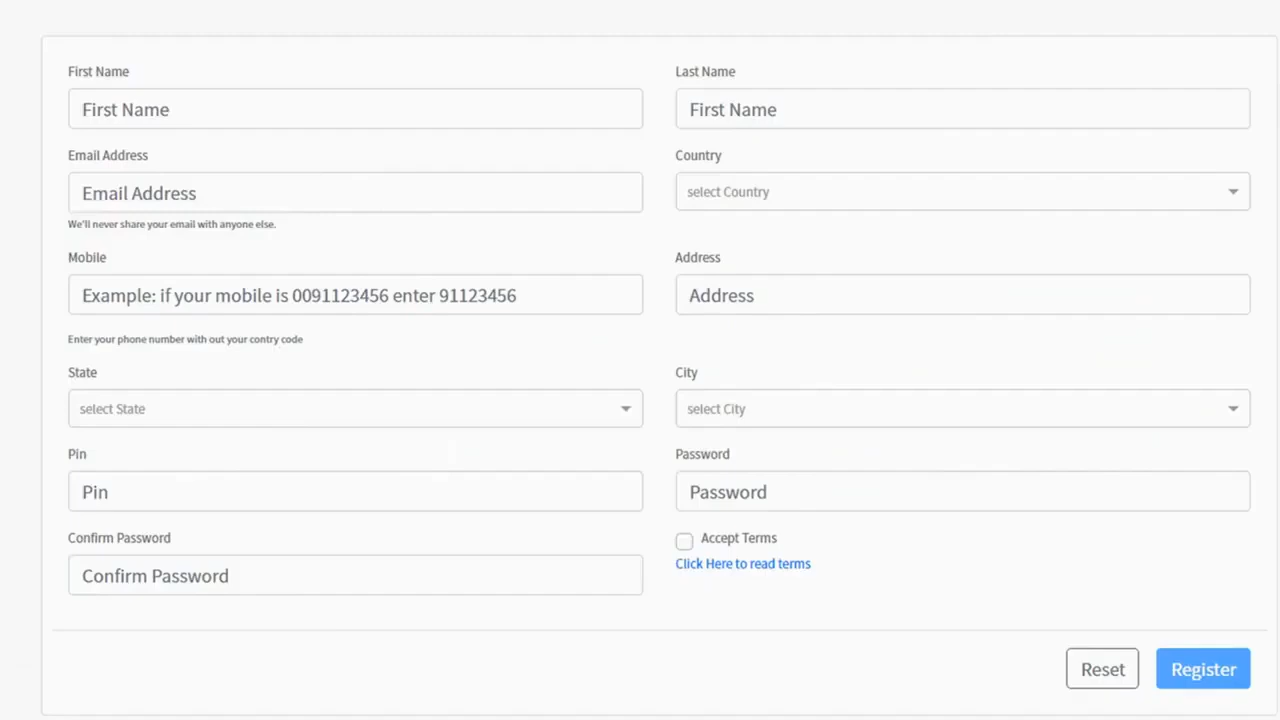 First Name
Last Name
First Name
First Name
Email Address
Country
Email Address
select Country
We'll never share your email with anyone else.
Mobile
Address
Example: if your mobile is 0091123456 enter 91123456
Address
Enter your phone number with out your contry code
State
City
select State
select City
Pin
Password
Pin
Password
Confirm Password
Accept Terms
Click Here to read terms
Confirm Password
Reset
Register